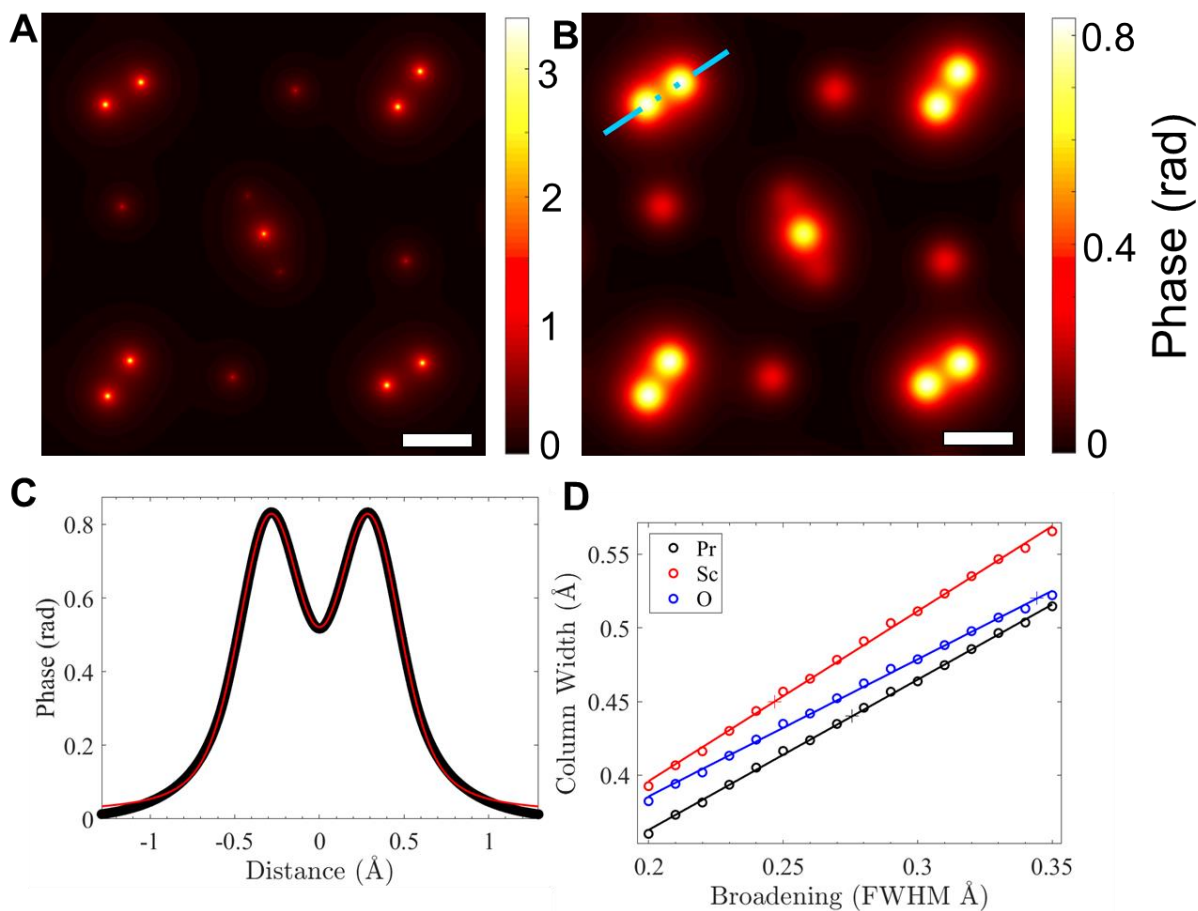 A
B
3
2
1
0
0.8
0.4
0
Phase (rad)
C
D
0.8
0.6
0.4
0.2
0
-1
-0.5
0
0.5
1
Phase (rad)
Distance (Å)
Pr
Sc
O
0.55
0.5
0.45
0.4
0.2
0.25
0.3
0.35
Column Width (Å)
Broadening (FWHM Å)